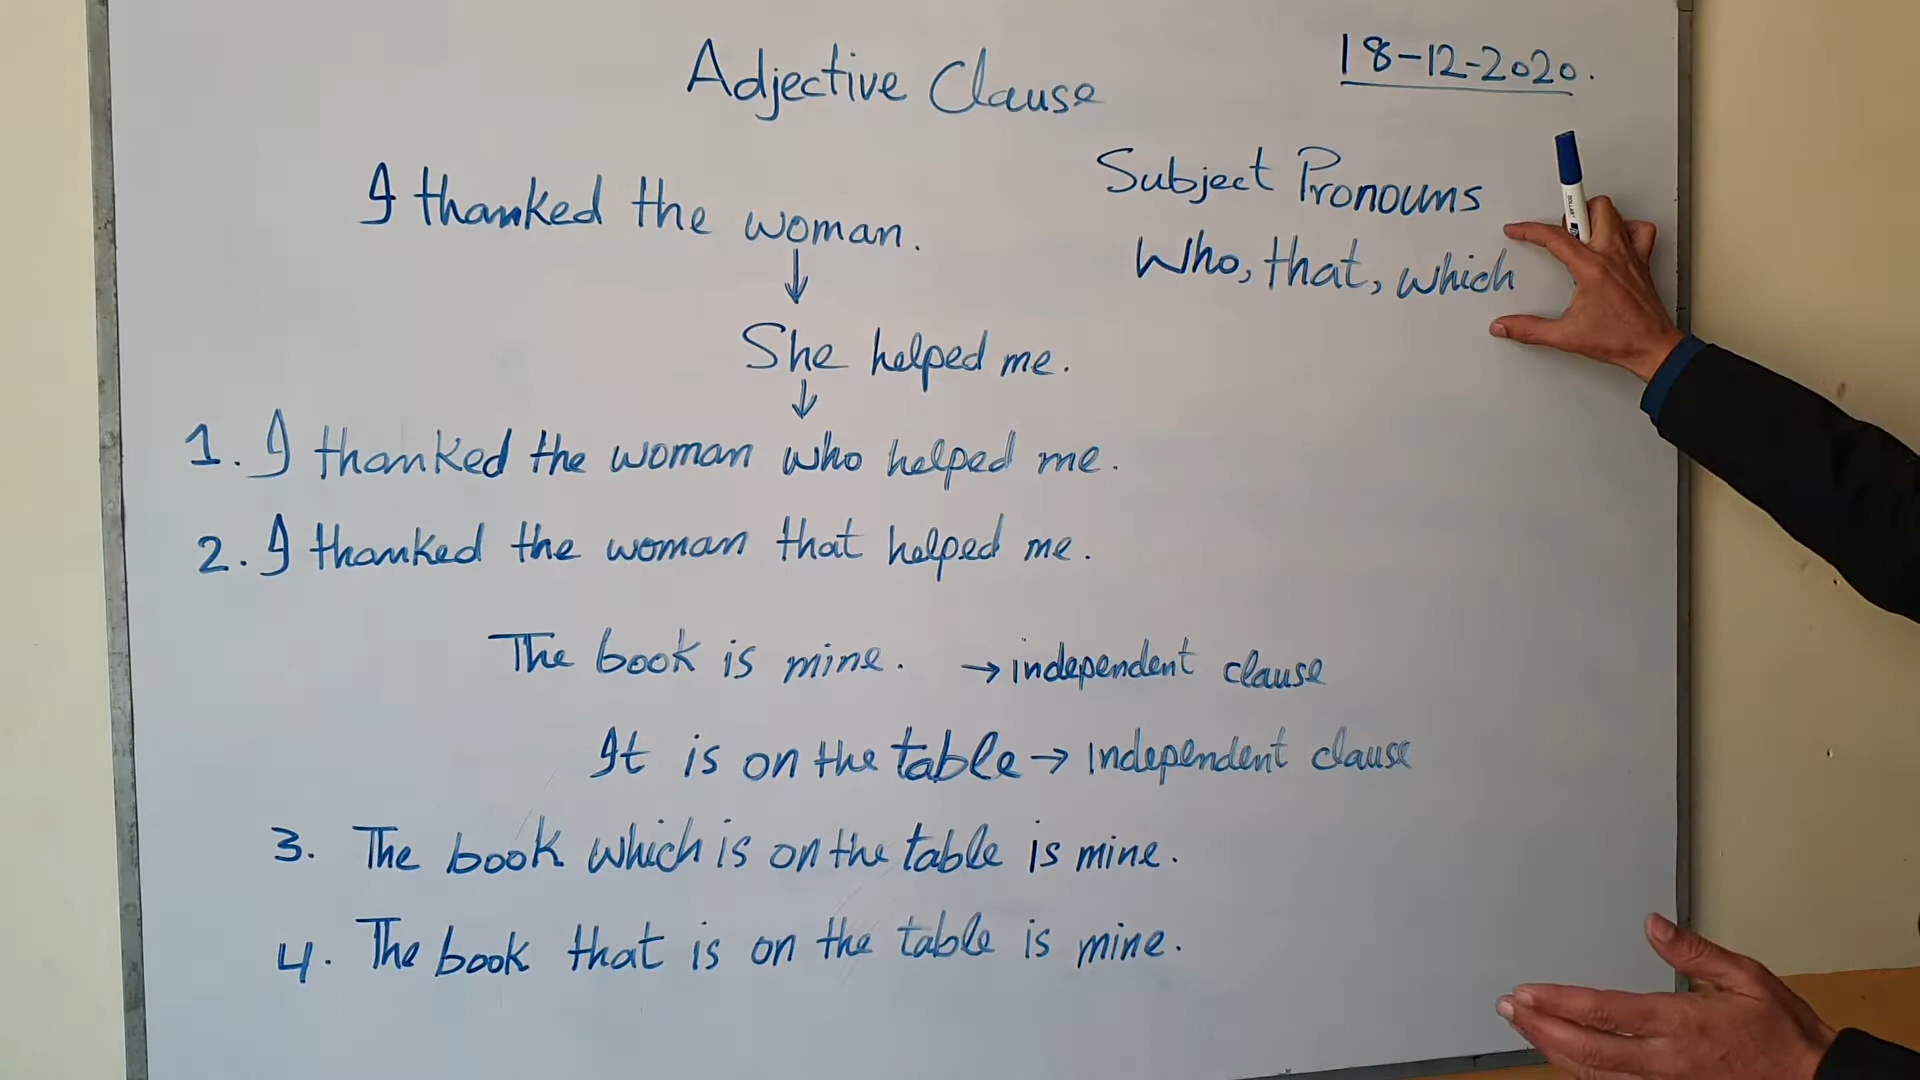 Adjective Clause
18-12-2020.
Subject Pronouns
Who, that, which
I thanked the woman.
↓
She helped me.
↓
1. I thanked the woman who helped me.
2. I thanked the woman that helped me.
The book is mine. → independent clause
It is on the table → independent clause
3. The book which is on the table is mine.
4. The book that is on the table is mine.